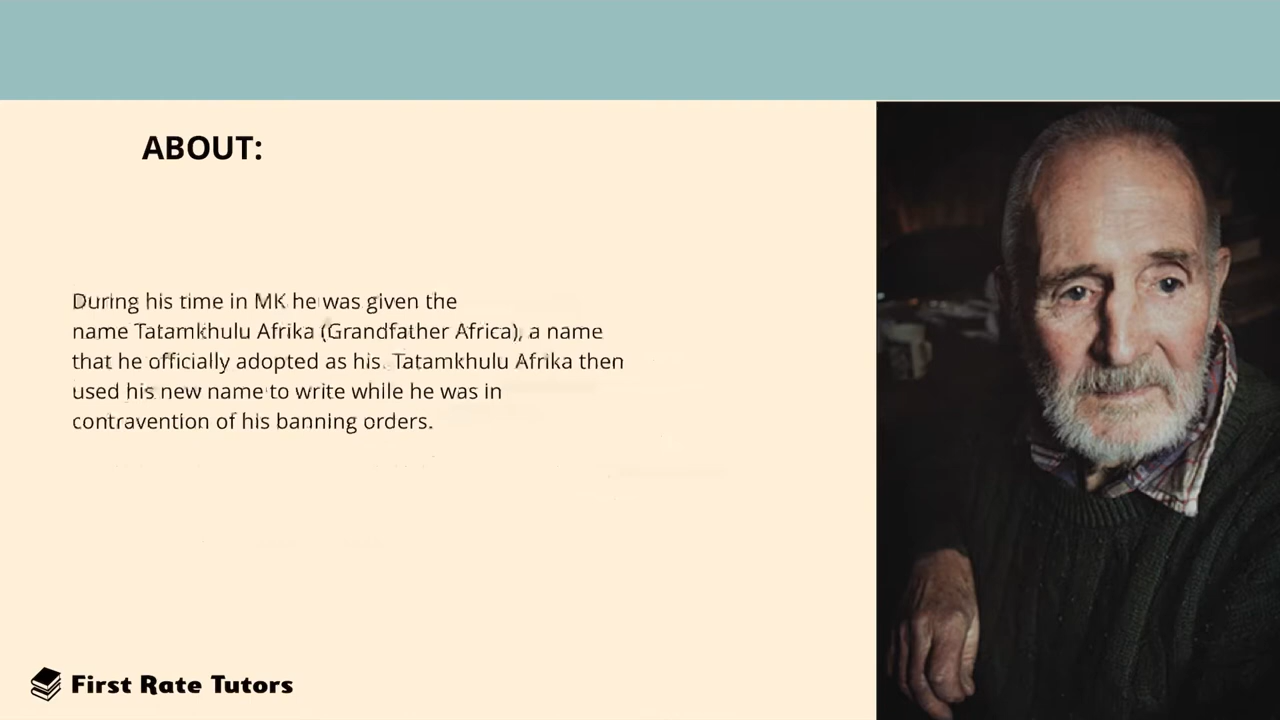 ABOUT:
During his time in MK he was given the
name Tatamkhulu Afrika (Grandfather Africa), a name
that he officially adopted as his. Tatamkhulu Afrika then
used his new name to write while he was in
contravention of his banning orders.
First Rate Tutors